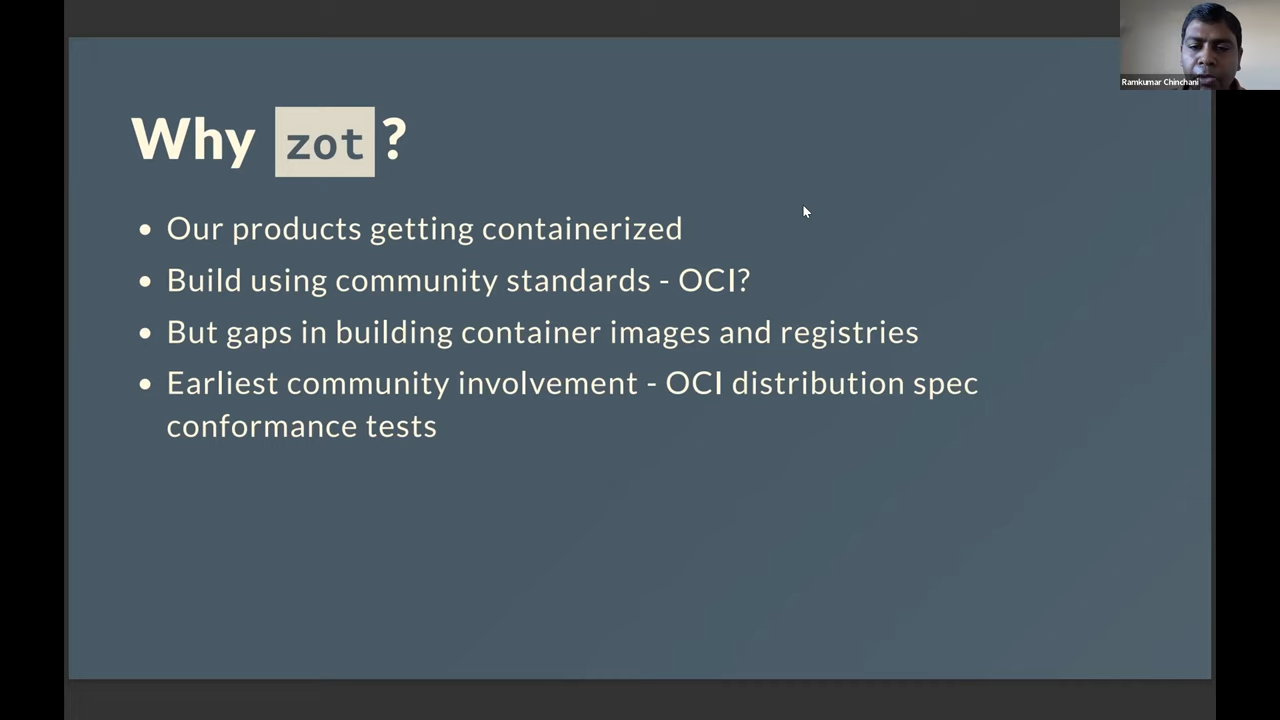 Ramkumar Chinchani
Why zot ?
• Our products getting containerized
• Build using community standards - OCI?
• But gaps in building container images and registries
• Earliest community involvement - OCI distribution spec
conformance tests